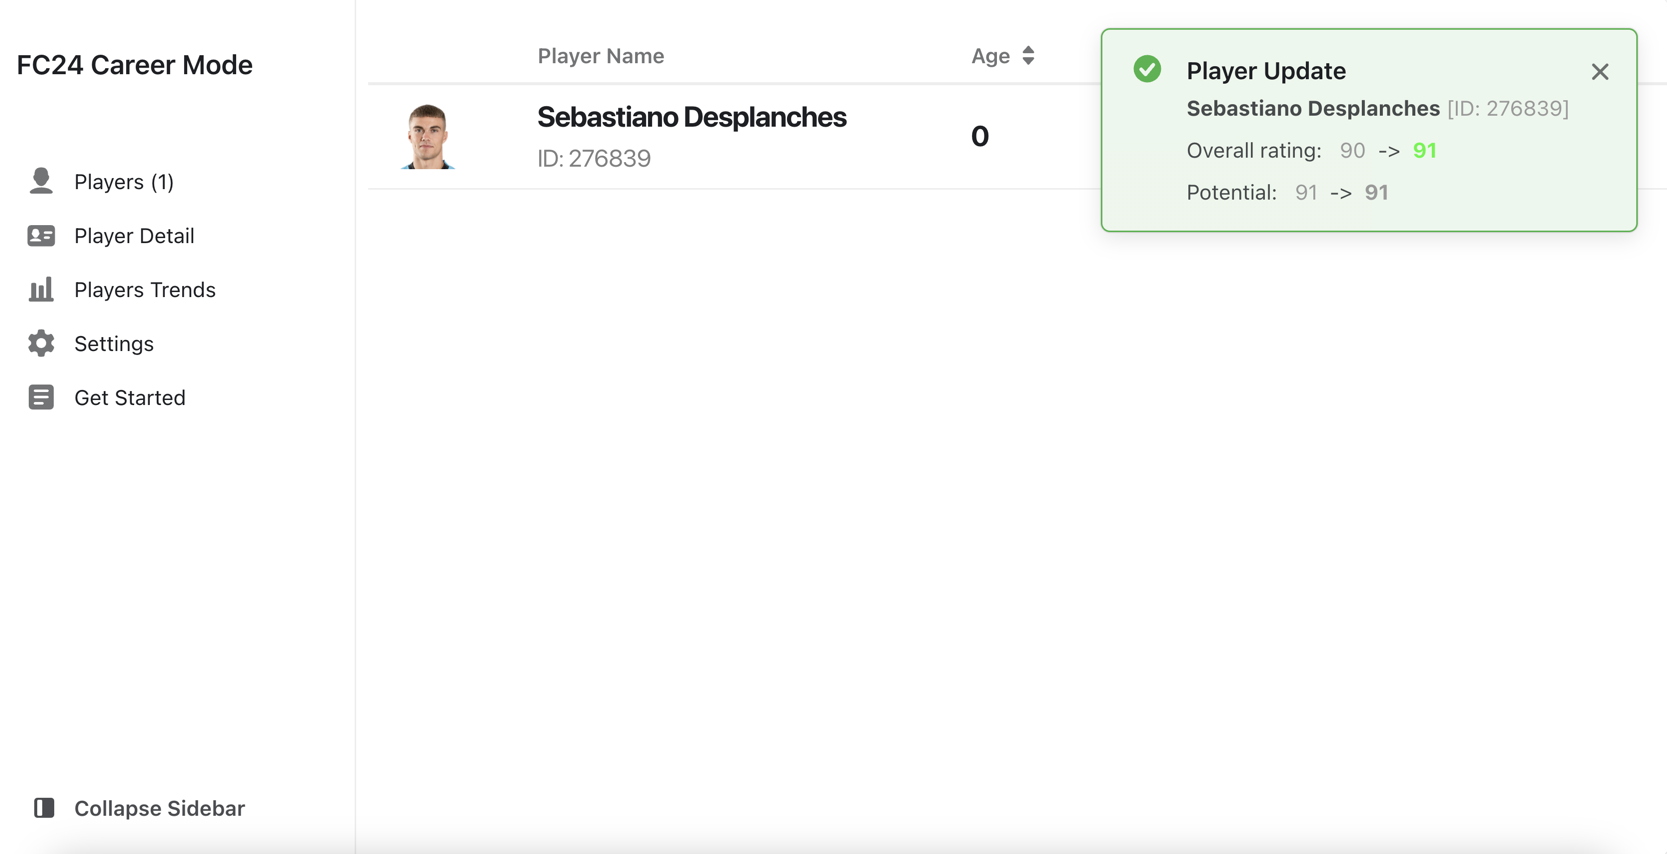 FC24 Career Mode
Players (1)
Player Detail
Players Trends
Settings
Get Started
Collapse Sidebar
Player Name
Age
Sebastiano Desplanches
ID: 276839
0
Player Update
Sebastiano Desplanches [ID: 276839]
Overall rating: 90 -> 91
Potential: 91 -> 91